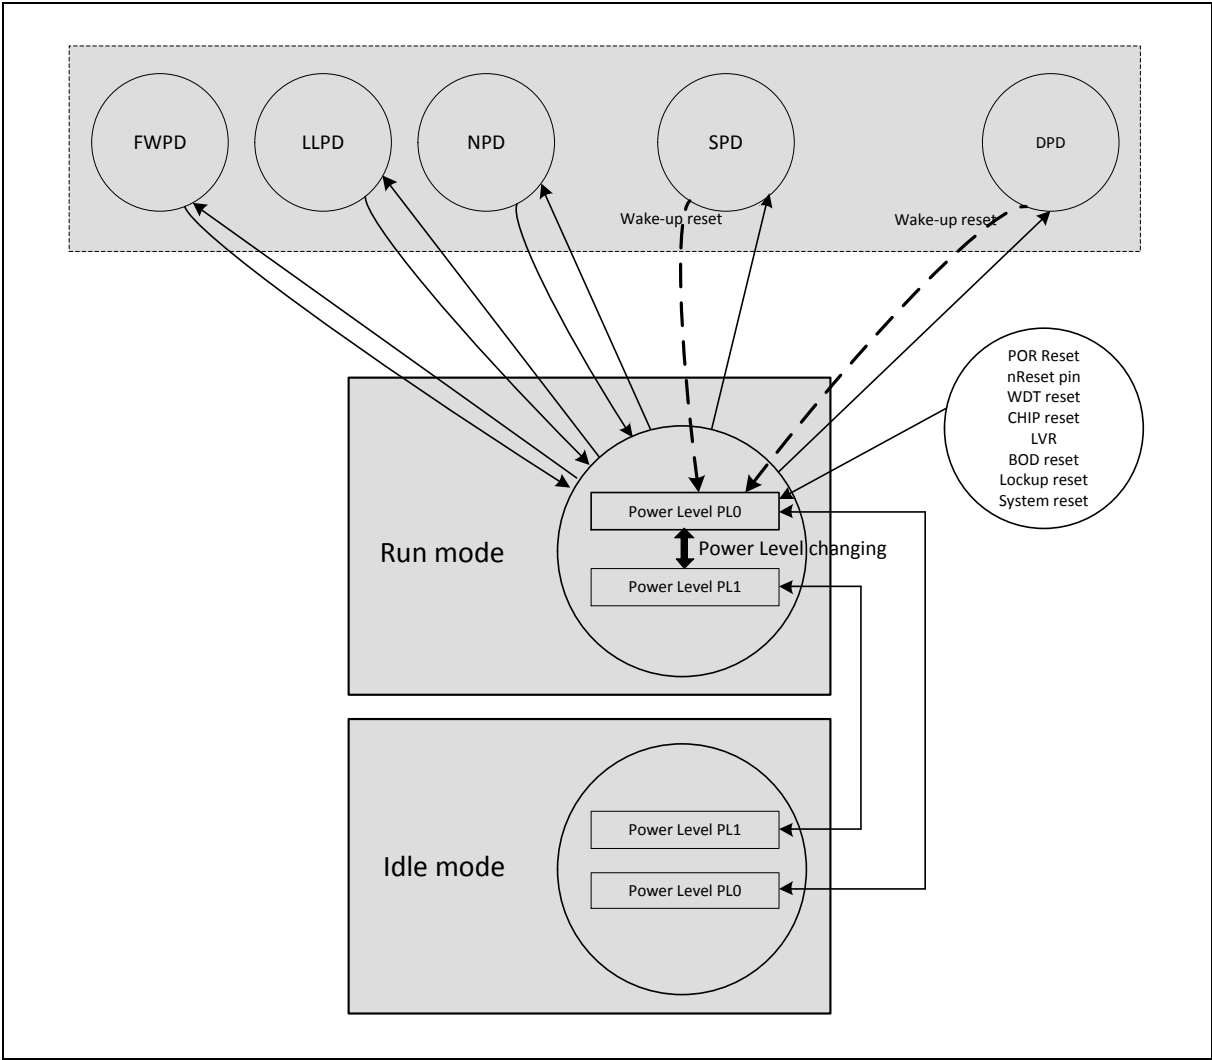 FWPD
LLPD
NPD
SPD
DPD
Wake-up reset
Wake-up reset
POR Reset
nReset pin
WDT reset
CHIP reset
LVR
BOD reset
Lockup reset
System reset
Run mode
Power Level PL0
Power Level changing
Power Level PL1
Idle mode
Power Level PL1
Power Level PL0